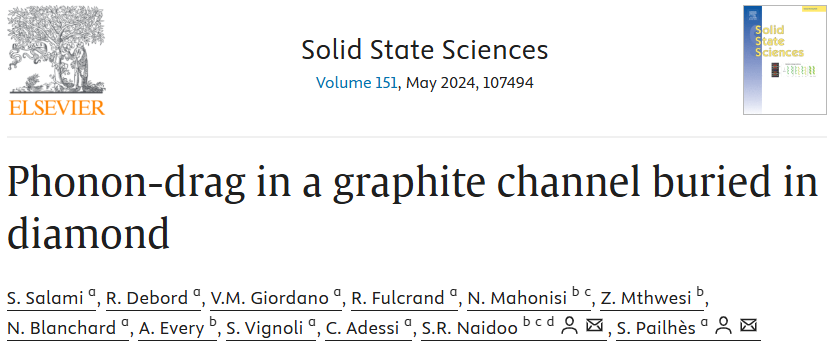 ELSEVIER
Solid State Sciences
Volume 151, May 2024, 107494
Solid
State
Sciences
Phonon-drag in a graphite channel buried in
diamond
S. Salami a, R. Debord a, V.M. Giordano a, R. Fulcrand a, N. Mahonisi b c, Z. Mthwesi b,
N. Blanchard a, A. Every b, S. Vignoli a, C. Adessi a, S.R. Naidoo b c d, S. Pailhès a